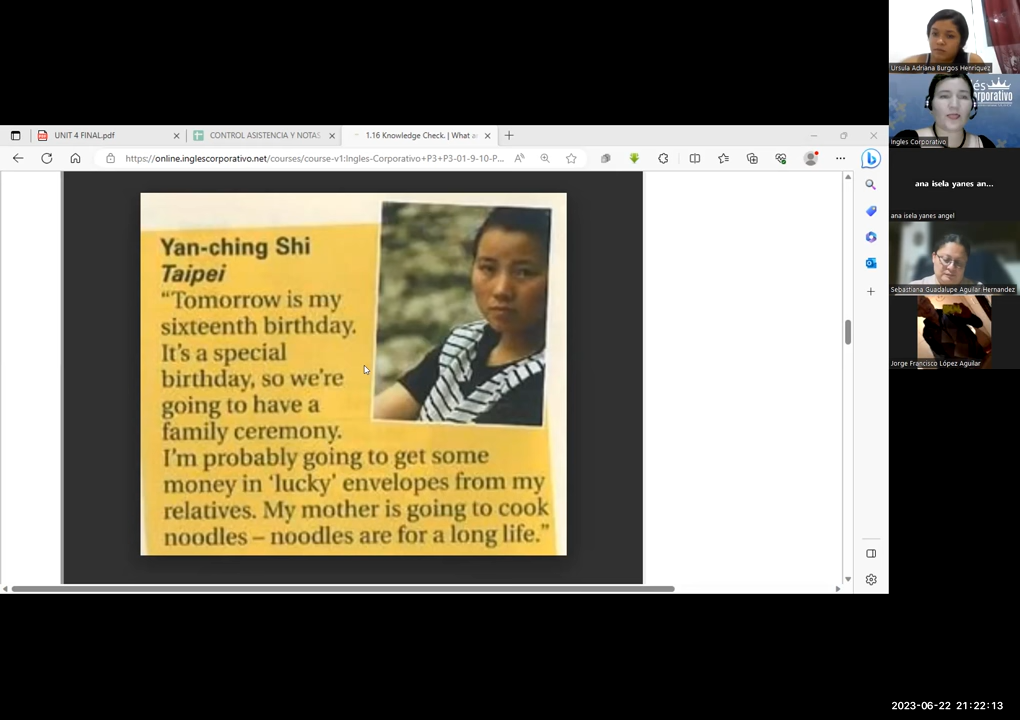 UNIT 4 FINAL.pdf
CONTROL ASISTENCIA Y NOTAS
1.16 Knowledge Check. | What a
https://online.inglescorporativo.net/courses/course-v1:Ingles-Corporativo+P3+P3-01-9-10-P...
Yan-ching Shi
Taipei
“Tomorrow is my
sixteenth birthday.
It's a special
birthday, so we're
going to have a
family ceremony.
I'm probably going to get some
money in ‘lucky’ envelopes from my
relatives. My mother is going to cook
noodles – noodles are for a long life.”
Ursula Adriana Burgos Henriquez
és
orporativo
Ingles Corporativo
ana isela yanes an...
ana isela yanes angel
Sebastiana Guadalupe Aguilar Hernandez
Jorge Francisco López Aguilar
2023-06-22 21:22:13